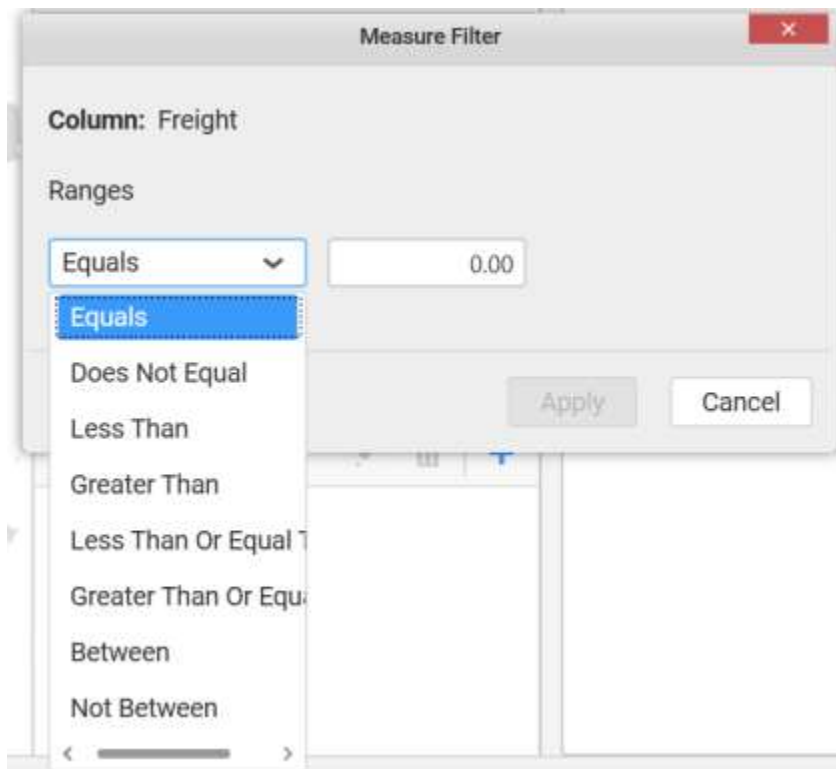 Measure Filter
Column: Freight
Ranges
Equals 0.00
Equals
Does Not Equal
Less Than
Greater Than
Less Than Or Equal T
Greater Than Or Equa
Between
Not Between
Apply Cancel